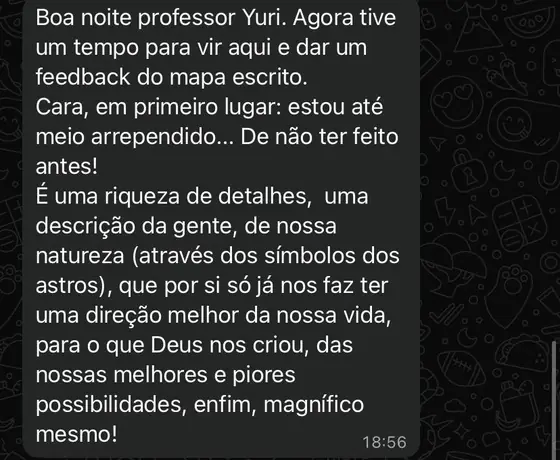 Boa noite professor Yuri. Agora tive
um tempo para vir aqui e dar um
feedback do mapa escrito.
Cara, em primeiro lugar: estou até
meio arrependido... De não ter feito
antes!
É uma riqueza de detalhes,  uma
descrição da gente, de nossa
natureza (através dos símbolos dos
astros), que por si só já nos faz ter
uma direção melhor da nossa vida,
para o que Deus nos criou, das
nossas melhores e piores
possibilidades, enfim, magnífico
mesmo!
18:56